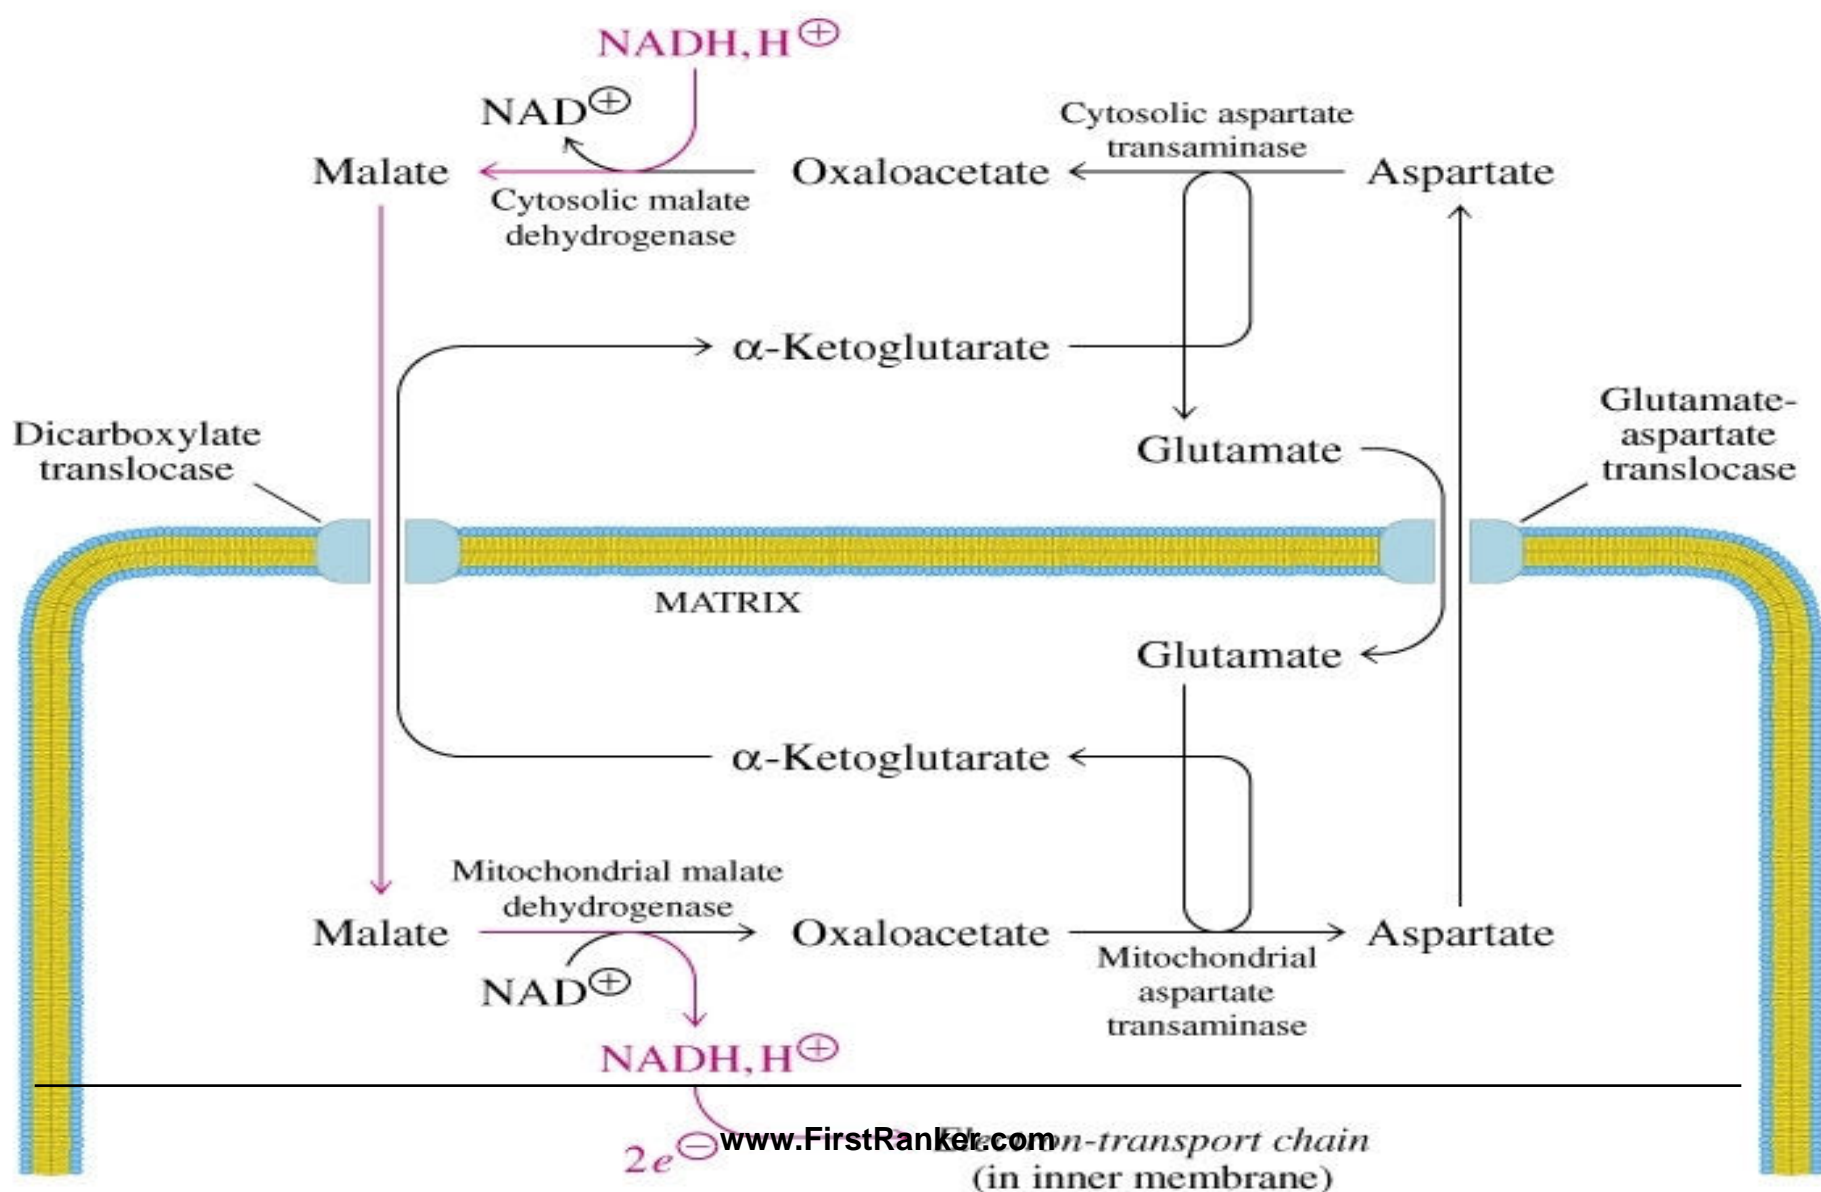 NADH, H⊕
NAD⊕
Cytosolic aspartate
transaminase
Malate
Oxaloacetate
Aspartate
Cytosolic malate
dehydrogenase
α-Ketoglutarate
Glutamate-
aspartate
translocase
Dicarboxylate
translocase
Glutamate
MATRIX
Glutamate
α-Ketoglutarate
Mitochondrial malate
dehydrogenase
Malate
Oxaloacetate
Aspartate
NAD⊕
Mitochondrial
aspartate
transaminase
NADH, H⊕
2e⊖
www.FirstRanker.com
Electron-transport chain
(in inner membrane)